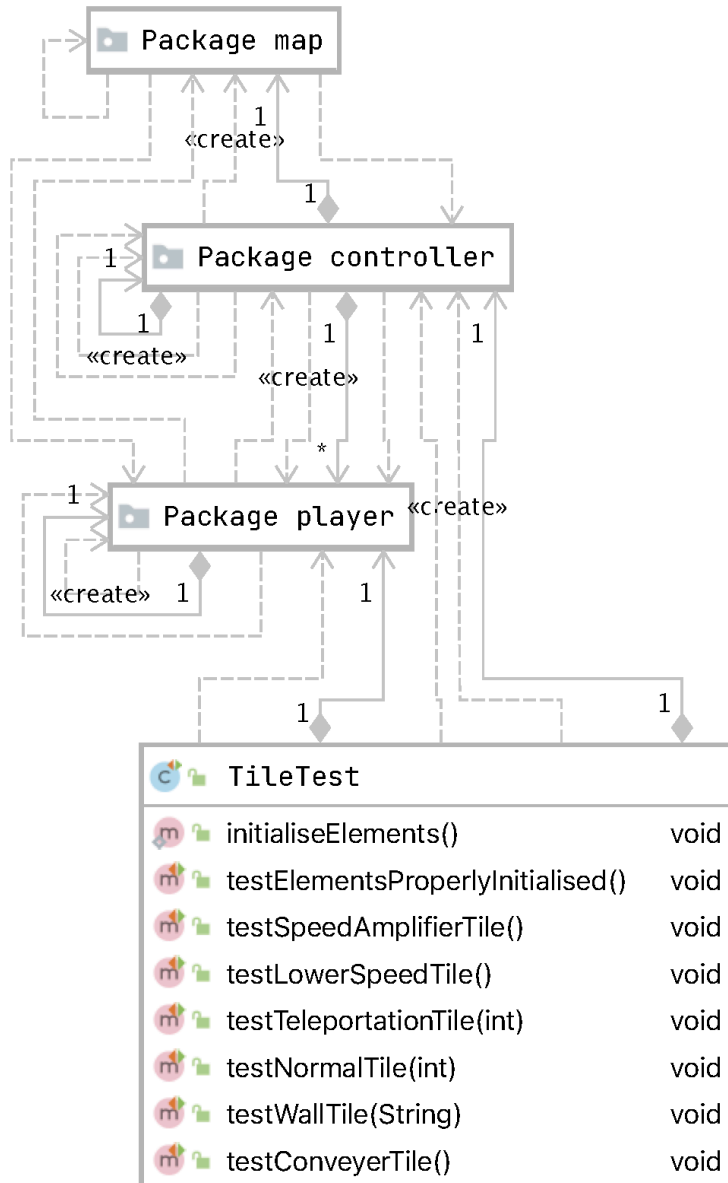 Package map
1
«create»
1
Package controller
1
1
1
1
«create»
«create»
*
1
Package player
«create»
«create»
1
1
1
1
C TileTest
m initialiseElements() void
m testElementsProperlyInitialised() void
m testSpeedAmplifierTile() void
m testLowerSpeedTile() void
m testTeleportationTile(int) void
m testNormalTile(int) void
m testWallTile(String) void
m testConveyerTile() void